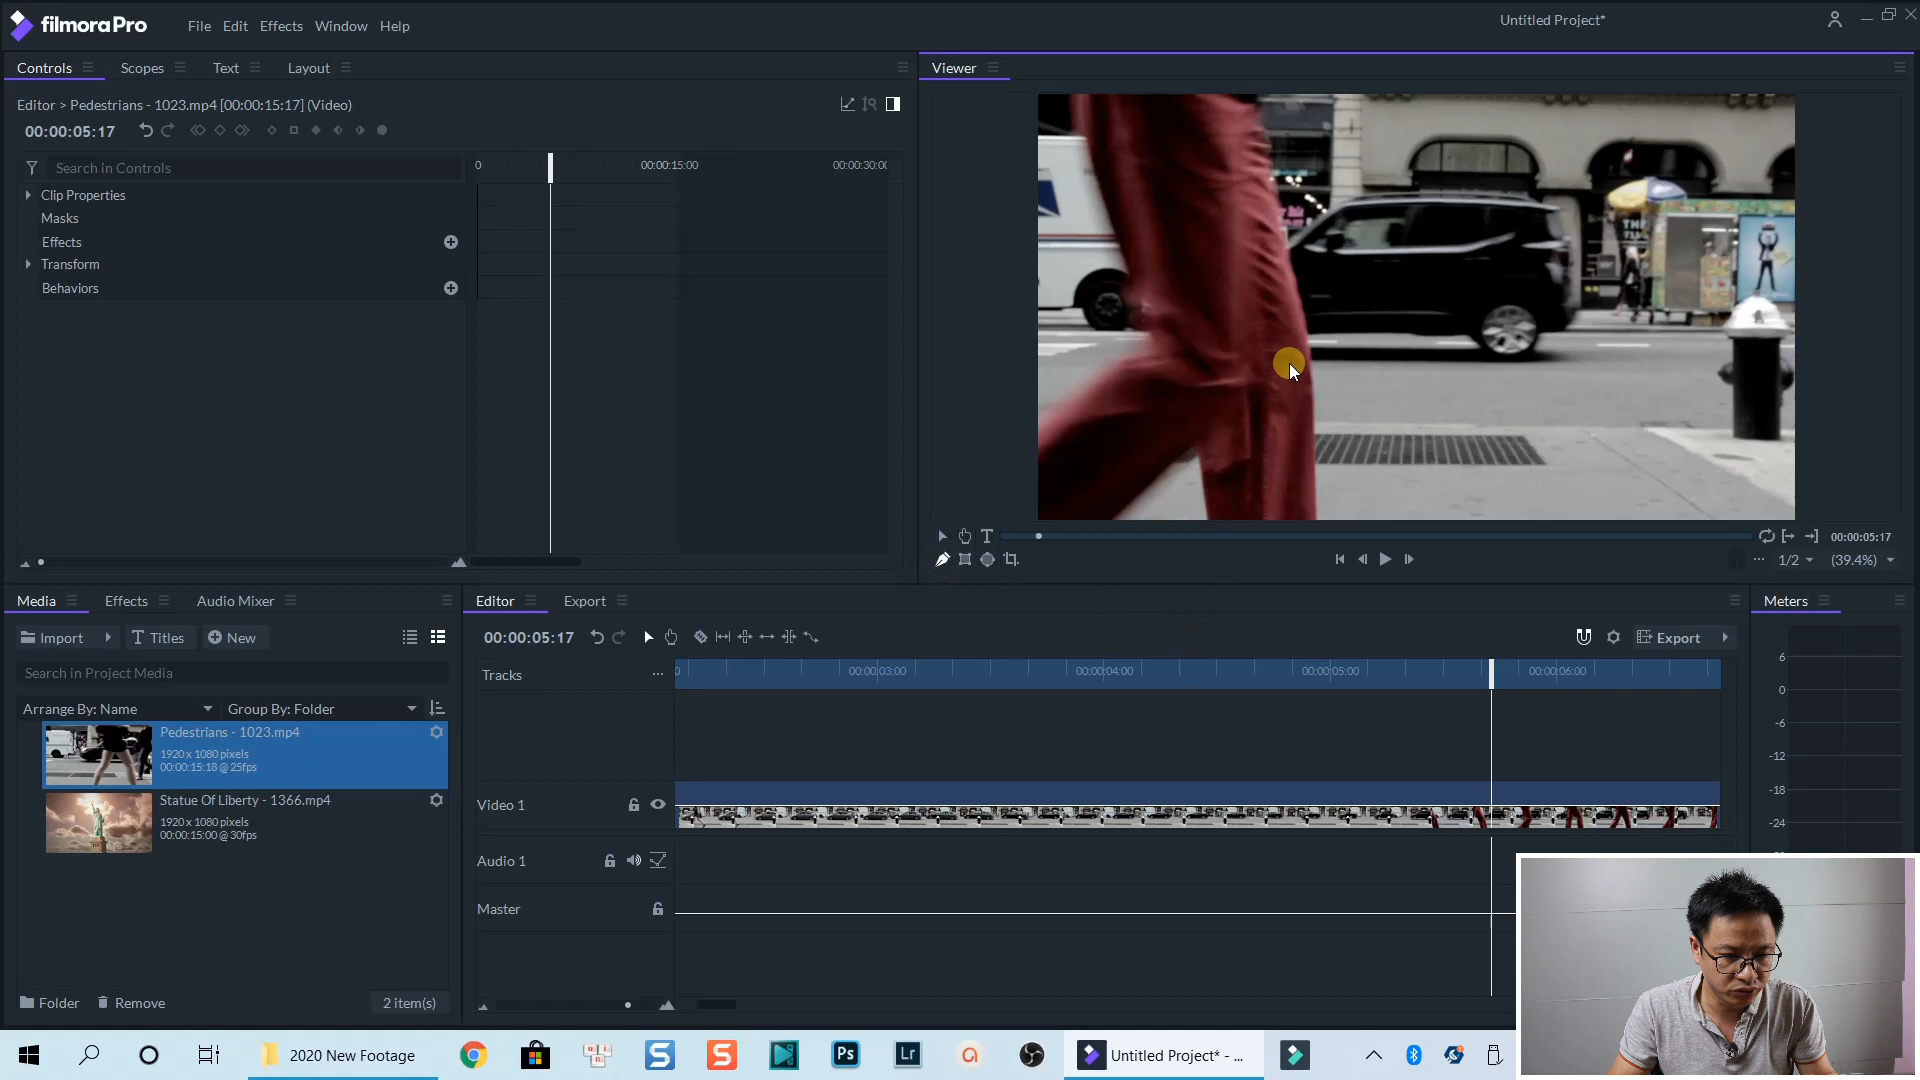 filmoraPro
File Edit Effects Window Help
Untitled Project*
Controls Scopes Text Layout
Viewer
Editor > Pedestrians - 1023.mp4 [00:00:15:17] (Video)
00:00:05:17
Search in Controls
0 00:00:15:00 00:00:30:00
Clip Properties
Masks
Effects
Transform
Behaviors
00:00:05:17
1/2 (39.4%)
Media Effects Audio Mixer
Editor Export
Meters
Import Titles New
00:00:05:17
Export
Search in Project Media
Tracks
00:00:03:00 00:00:04:00 00:00:05:00 00:00:06:00
Arrange By: Name Group By: Folder
Pedestrians - 1023.mp4
1920 x 1080 pixels
00:00:15:18 @ 25fps
Statue Of Liberty - 1366.mp4
1920 x 1080 pixels
00:00:15:00 @ 30fps
Video 1
Audio 1
Master
6
0
-6
-12
-18
-24
Folder Remove 2 item(s)
2020 New Footage
Ps
Lr
Untitled Project* - ...